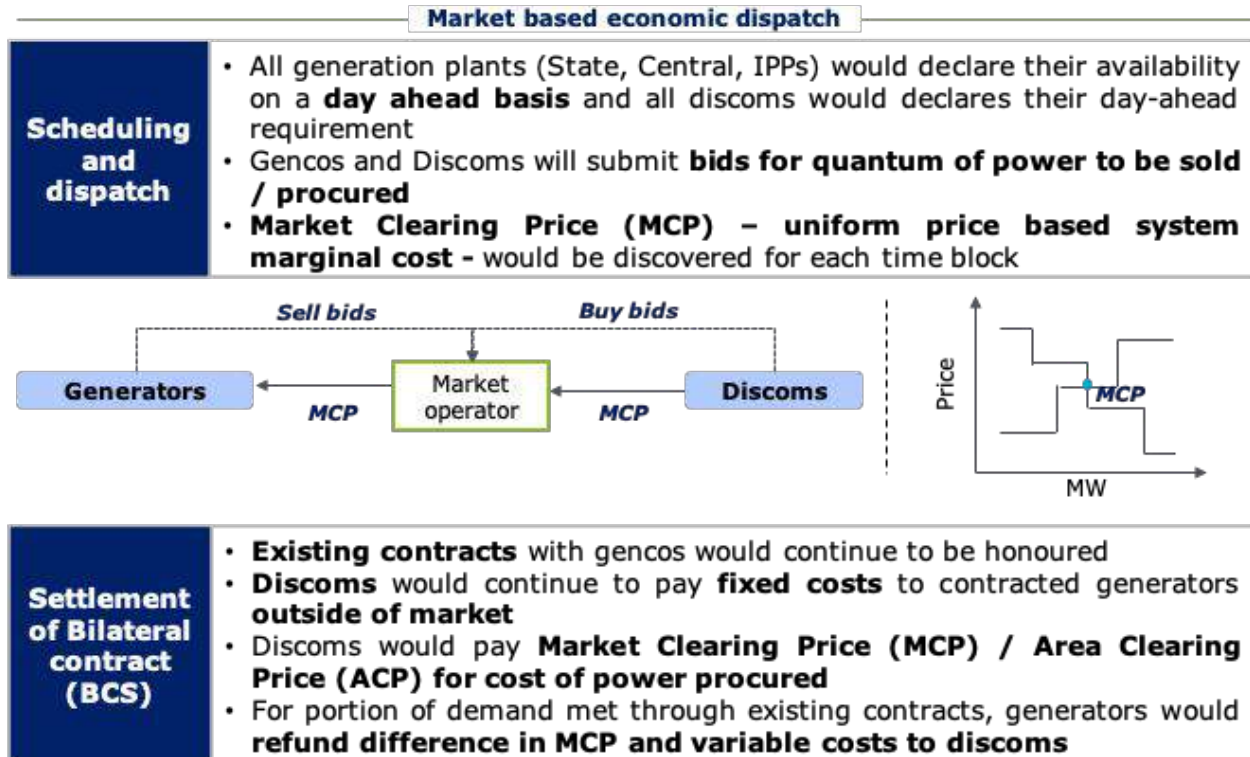 Market based economic dispatch
Scheduling
and
dispatch
• All generation plants (State, Central, IPPs) would declare their availability
on a day ahead basis and all discoms would declares their day-ahead
requirement
• Gencos and Discoms will submit bids for quantum of power to be sold
/ procured
• Market Clearing Price (MCP) – uniform price based system
marginal cost - would be discovered for each time block
Sell bids
Buy bids
Generators
MCP
Market
operator
MCP
Discoms
Price
MCP
MW
Settlement
of Bilateral
contract
(BCS)
• Existing contracts with gencos would continue to be honoured
• Discoms would continue to pay fixed costs to contracted generators
outside of market
• Discoms would pay Market Clearing Price (MCP) / Area Clearing
Price (ACP) for cost of power procured
• For portion of demand met through existing contracts, generators would
refund difference in MCP and variable costs to discoms